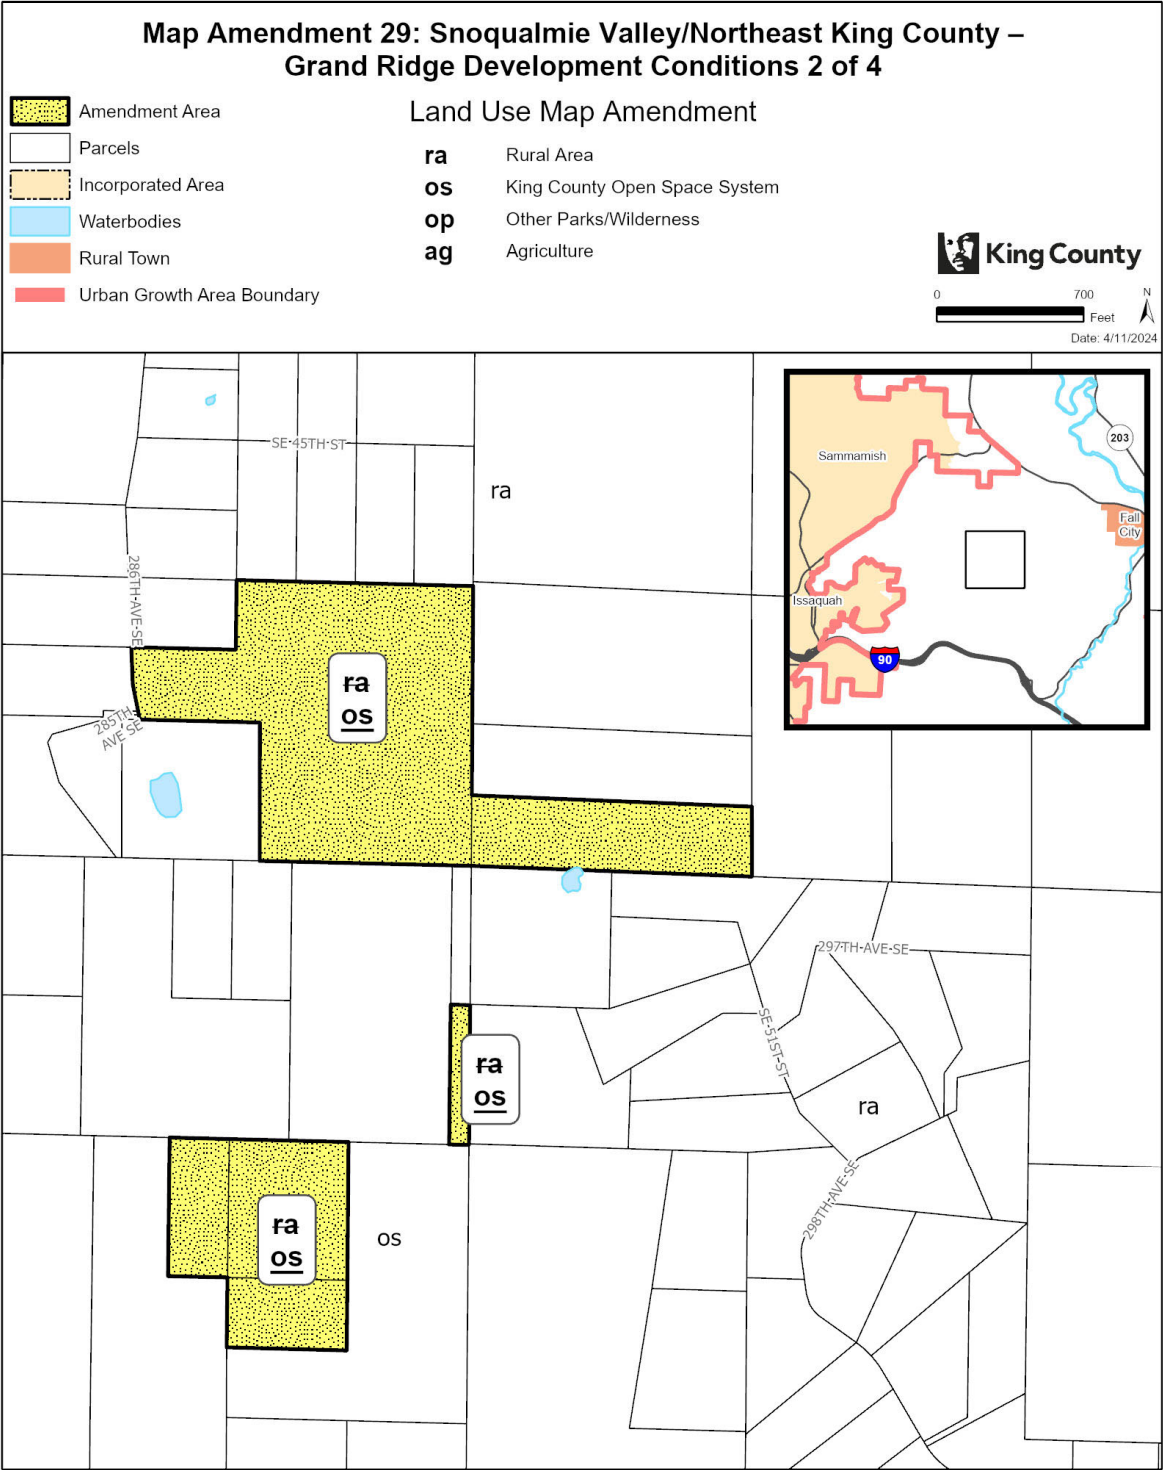 Map Amendment 29: Snoqualmie Valley/Northeast King County –
Grand Ridge Development Conditions 2 of 4
Amendment Area
Parcels
Incorporated Area
Waterbodies
Rural Town
Urban Growth Area Boundary
Land Use Map Amendment
ra Rural Area
os King County Open Space System
op Other Parks/Wilderness
ag Agriculture
King County
0 700
Feet
N
Date: 4/11/2024
SE 45TH ST
ra
286TH AVE SE
285TH
AVE SE
ra
os
Sammamish
203
Fall
City
Issaquah
90
297TH AVE SE
SE 51ST ST
ra
os
ra
298TH AVE SE
ra
os
os